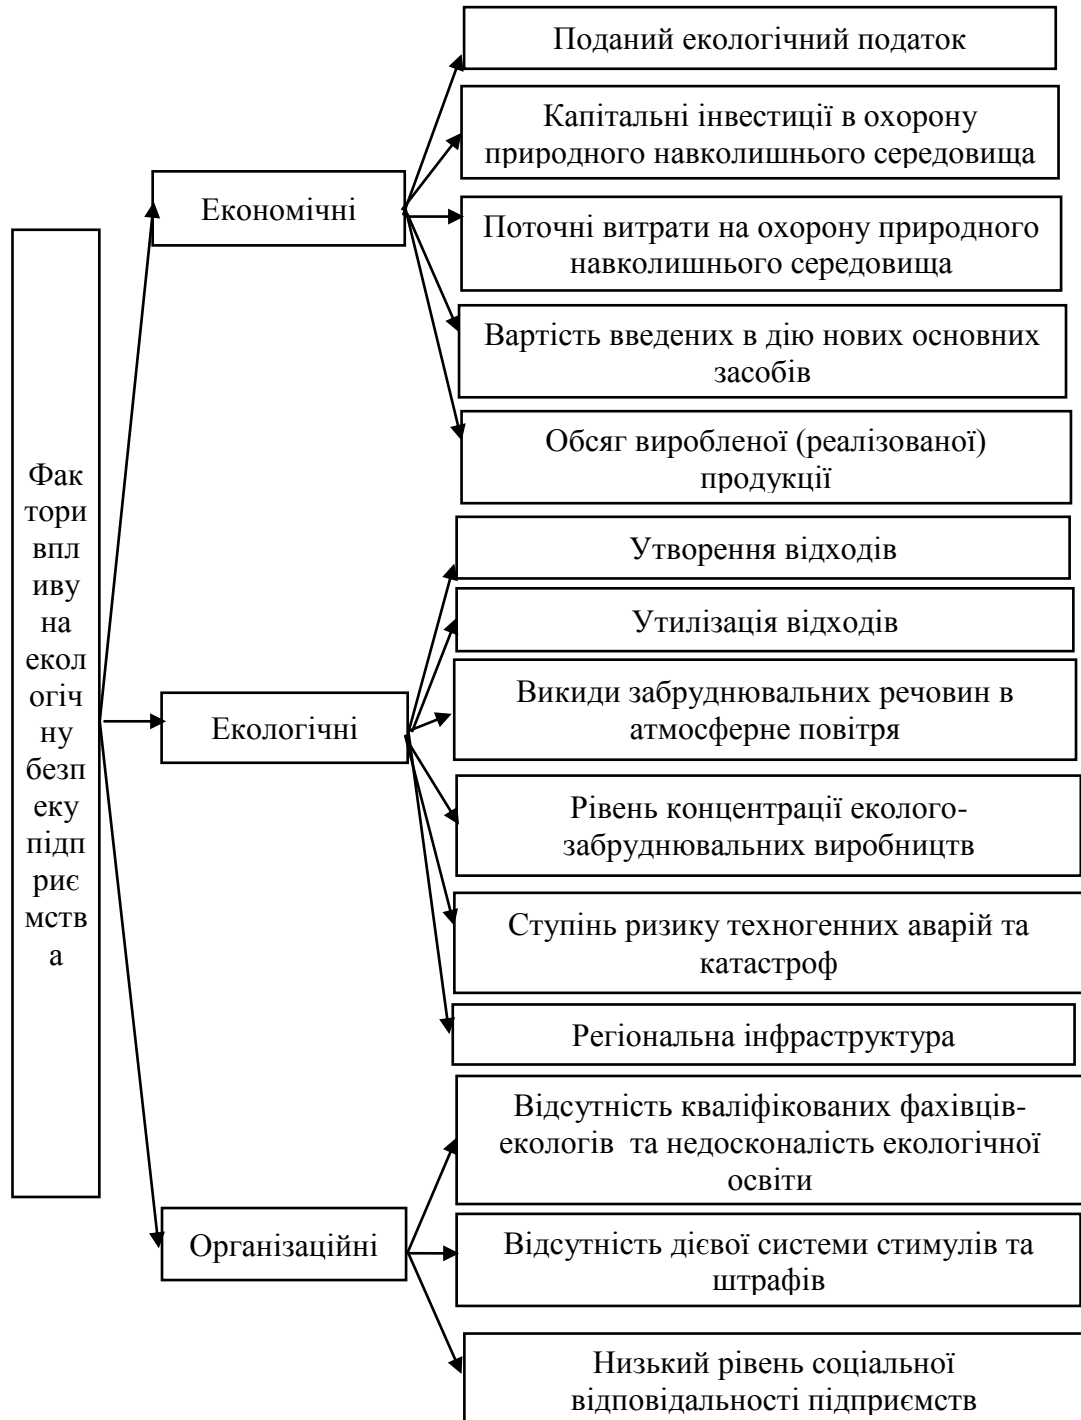 Поданий екологічний податок
Капітальні інвестиції в охорону
природного навколишнього середовища
Економічні
Поточні витрати на охорону природного
навколишнього середовища
Вартість введених в дію нових основних
засобів
Обсяг виробленої (реалізованої)
продукції
Фак
тори
впл
иву
на
екол
огіч
ну
безп
еку
підп
риє
мств
а
Утворення відходів
Утилізація відходів
Екологічні
Викиди забруднювальних речовин в
атмосферне повітря
Рівень концентрації еколого-
забруднювальних виробництв
Ступінь ризику техногенних аварій та
катастроф
Регіональна інфраструктура
Організаційні
Відсутність кваліфікованих фахівців-
екологів та недосконалість екологічної
освіти
Відсутність дієвої системи стимулів та
штрафів
Низький рівень соціальної
відповідальності підприємств